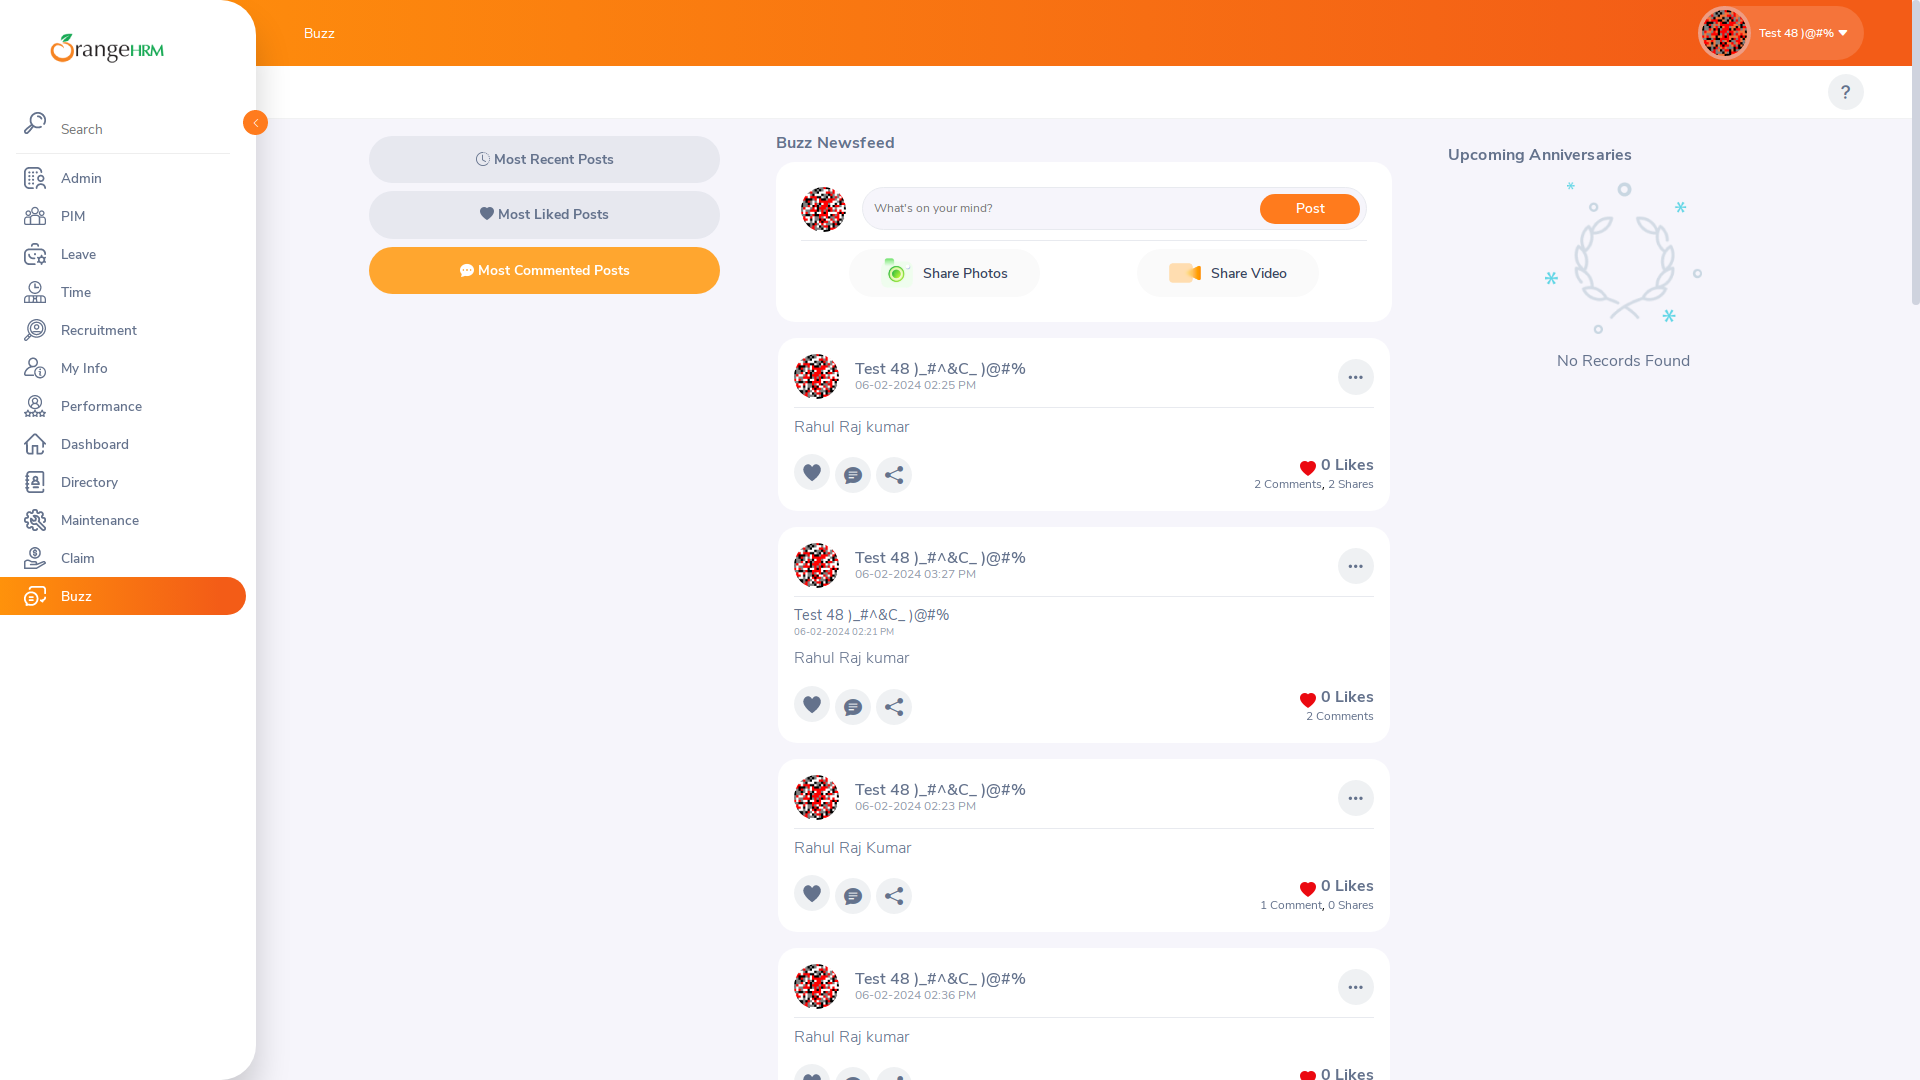 OrangeHRM
Search
Admin
PIM
Leave
Time
Recruitment
My Info
Performance
Dashboard
Directory
Maintenance
Claim
Buzz
Buzz
Test 48 )@#%
?
Most Recent Posts
Most Liked Posts
Most Commented Posts
Buzz Newsfeed
What's on your mind?
Post
Share Photos
Share Video
Test 48 )_#^&C_ )@#%
06-02-2024 02:25 PM
Rahul Raj kumar
0 Likes
2 Comments, 2 Shares
Test 48 )_#^&C_ )@#%
06-02-2024 03:27 PM
Test 48 )_#^&C_ )@#%
06-02-2024 02:21 PM
Rahul Raj kumar
0 Likes
2 Comments
Test 48 )_#^&C_ )@#%
06-02-2024 02:23 PM
Rahul Raj Kumar
0 Likes
1 Comment, 0 Shares
Test 48 )_#^&C_ )@#%
06-02-2024 02:36 PM
Rahul Raj kumar
0 Likes
Upcoming Anniversaries
No Records Found